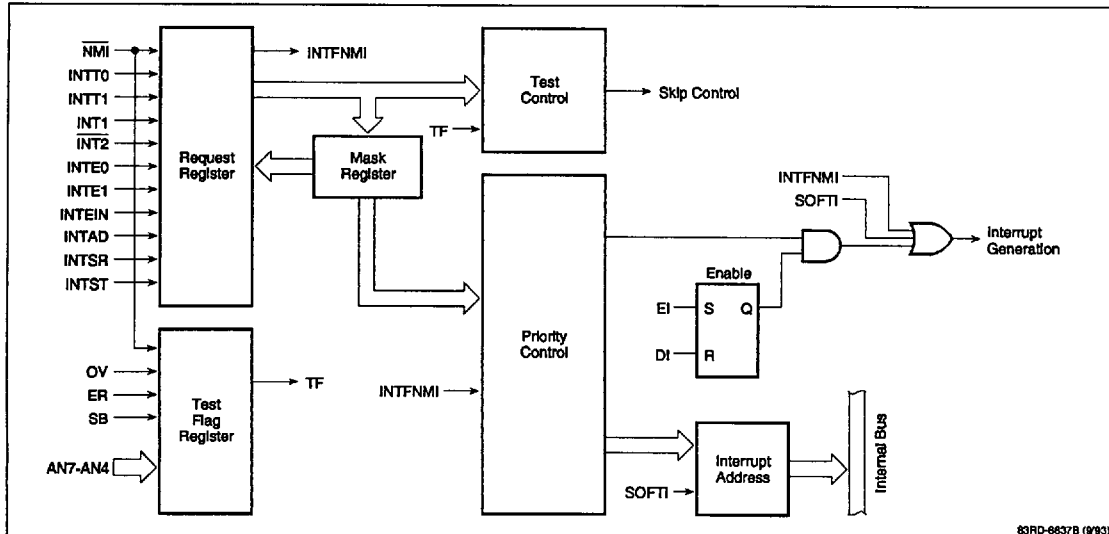 N̅M̅I̅
INTT0
INTT1
INT1
I̅N̅T̅2̅
INTE0
INTE1
INTEIN
INTAD
INTSR
INTST
Request
Register
INTFNMI
Mask
Register
TF
Test
Control
Skip Control
OV
ER
SB
AN7-AN4
Test
Flag
Register
TF
INTFNMI
Priority
Control
INTFNMI
SOFTI
Interrupt
Generation
Enable
EI
S
Q
DI
R
SOFTI
Interrupt
Address
Internal Bus
83RD-6637B (9/93)